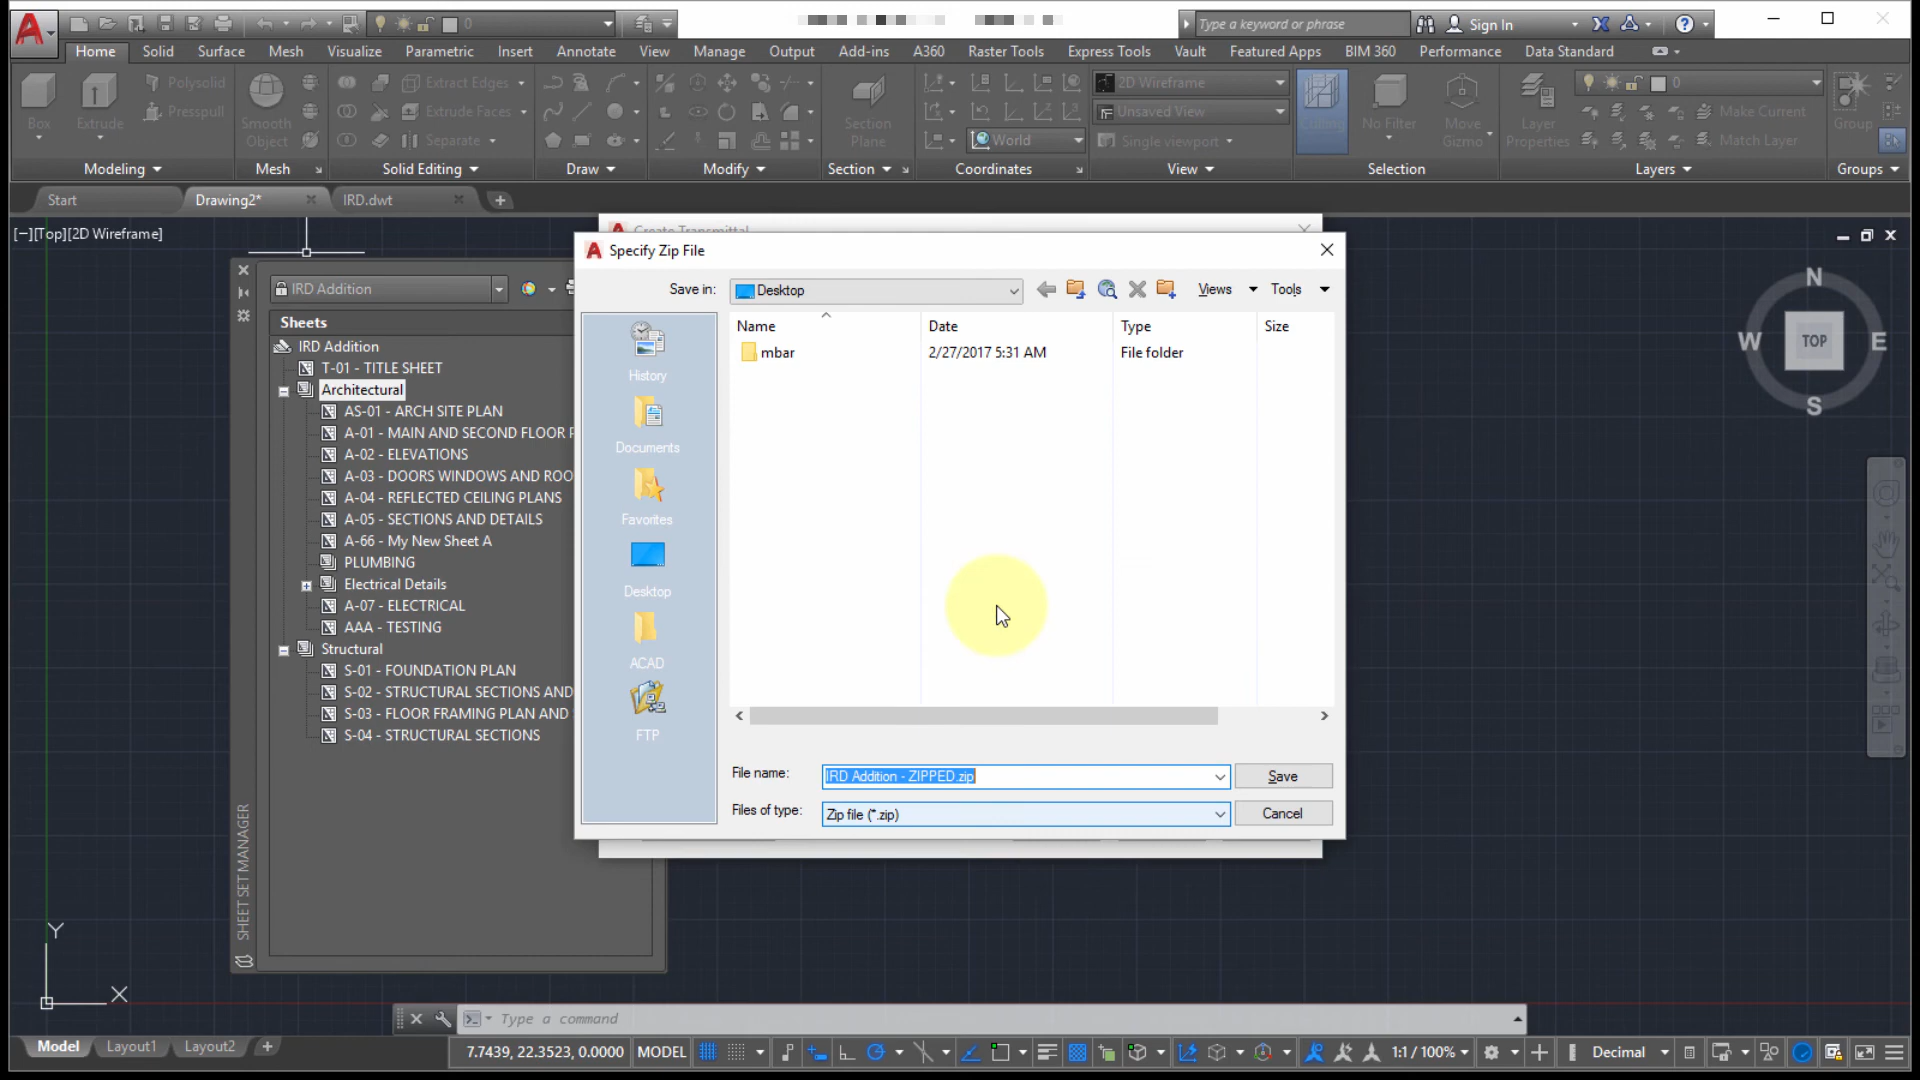 0
Type a keyword or phrase
Sign In
Home Solid Surface Mesh Visualize Parametric Insert Annotate View Manage Output Add-ins A360 Raster Tools Express Tools Vault Featured Apps BIM 360 Performance Data Standard
Polysolid
Presspull
Box
Extrude
Smooth
Object
Extract Edges
Extrude Faces
Separate
Section
Plane
World
2D Wireframe
Unsaved View
Single viewport
Culling
No Filter
Move
Gizmo
Layer
Properties
0
Make Current
Match Layer
Group
Modeling Mesh Solid Editing Draw Modify Section Coordinates View Selection Layers Groups
Start
Drawing2*
IRD.dwt
[−][Top][2D Wireframe]
Create Transmittal
Specify Zip File
Save in:
Desktop
Views
Tools
Name Date Type Size
mbar 2/27/2017 5:31 AM File folder
History
Documents
Favorites
Desktop
ACAD
FTP
File name:
IRD Addition - ZIPPED.zip
Save
Files of type:
Zip file (*.zip)
Cancel
IRD Addition
Sheets
IRD Addition
T-01 - TITLE SHEET
Architectural
AS-01 - ARCH SITE PLAN
A-01 - MAIN AND SECOND FLOOR
A-02 - ELEVATIONS
A-03 - DOORS WINDOWS AND ROO
A-04 - REFLECTED CEILING PLANS
A-05 - SECTIONS AND DETAILS
A-66 - My New Sheet A
PLUMBING
Electrical Details
A-07 - ELECTRICAL
AAA - TESTING
Structural
S-01 - FOUNDATION PLAN
S-02 - STRUCTURAL SECTIONS AND
S-03 - FLOOR FRAMING PLAN AND
S-04 - STRUCTURAL SECTIONS
SHEET SET MANAGER
N
W
TOP
E
S
Y
X
Type a command
Model
Layout1
Layout2
7.7439, 22.3523, 0.0000
MODEL
1:1 / 100%
Decimal